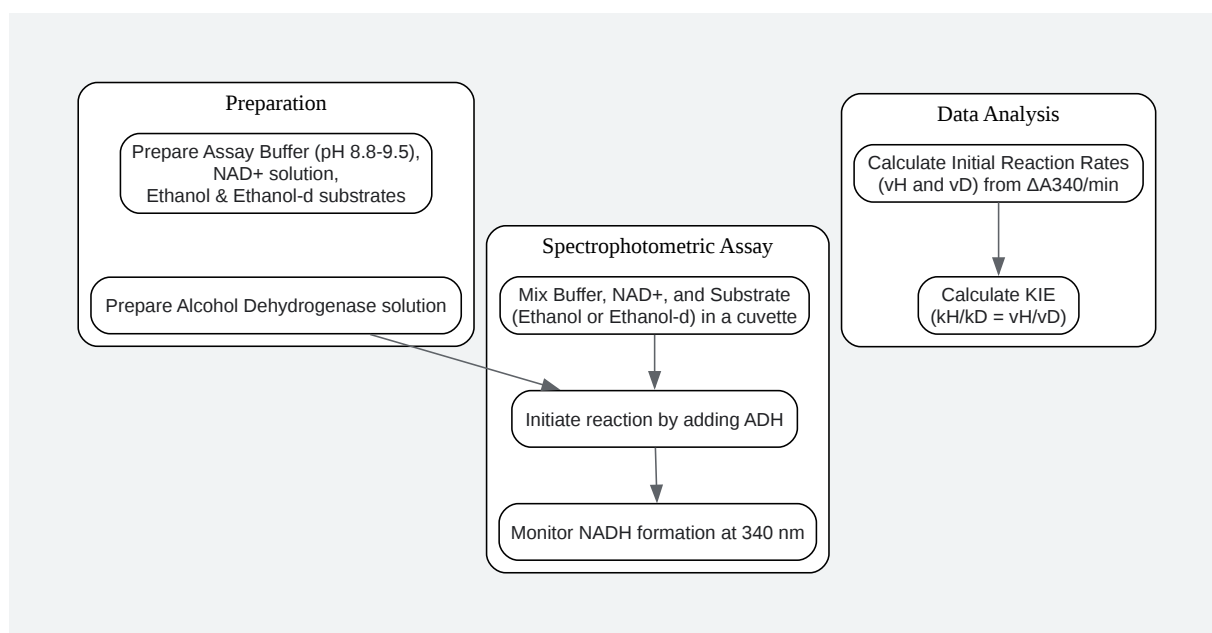 Preparation
Prepare Assay Buffer (pH 8.8-9.5),
NAD+ solution,
Ethanol & Ethanol-d substrates
Prepare Alcohol Dehydrogenase solution
Spectrophotometric Assay
Mix Buffer, NAD+, and Substrate
(Ethanol or Ethanol-d) in a cuvette
Initiate reaction by adding ADH
Monitor NADH formation at 340 nm
Data Analysis
Calculate Initial Reaction Rates
(vH and vD) from ΔA340/min
Calculate KIE
(kH/kD = vH/vD)